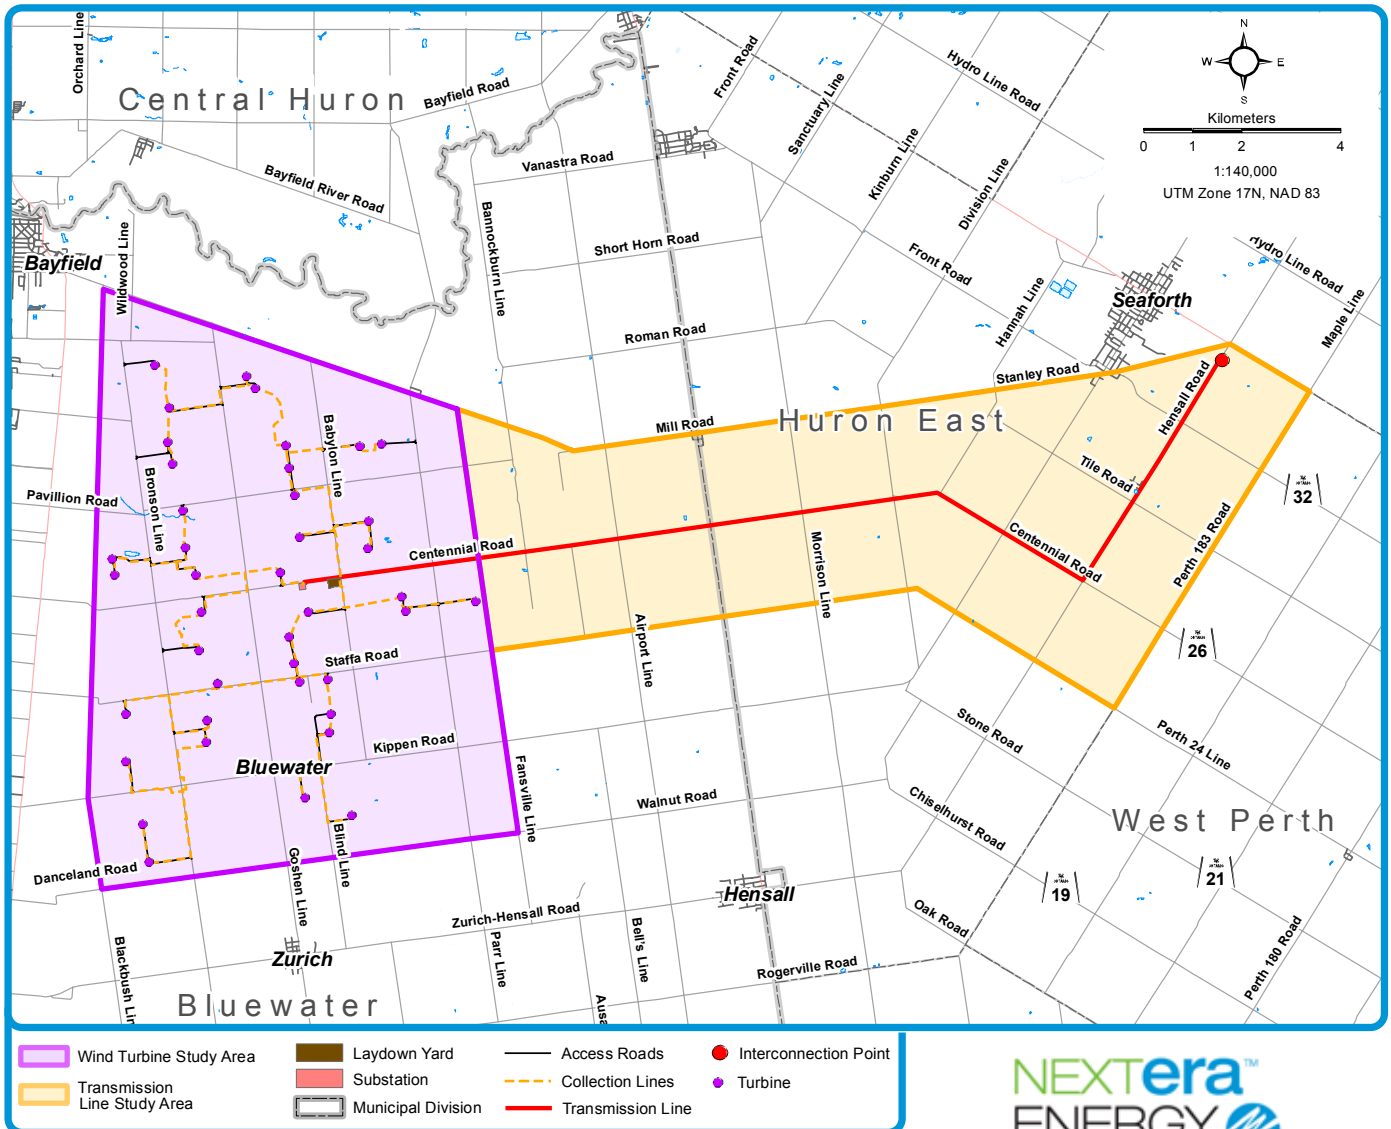 Orchard Line
Central Huron
Bayfield Road
Front Road
Sanctuary Line
Hydro Line Road
N
W
E
S
Kilometers
0 1 2 4
1:140,000
UTM Zone 17N, NAD 83
Bayfield River Road
Vanastra Road
Kinburn Line
Division Line
Bannockburn Line
Short Horn Road
Front Road
Hydro Line Road
Bayfield
Wildwood Line
Hannah Line
Seaforth
Maple Line
Roman Road
Stanley Road
Hensall Road
Mill Road
Huron East
Babylon Line
Bronson Line
Tile Road
Pavillion Road
32
Centennial Road
Centennial Road
Morrison Line
Perth 183 Road
Airport Line
26
Staffa Road
Stone Road
Perth 24 Line
Kippen Road
Bluewater
Fansville Line
Walnut Road
Chiselhurst Road
West Perth
Danceland Road
Goshen Line
Blind Line
21
19
Hensall
Zurich-Hensall Road
Oak Road
Blackbush Lin
Zurich
Parr Line
Bell's Line
Rogerville Road
Perth 180 Road
Bluewater
Ausa
Wind Turbine Study Area
Transmission
Line Study Area
Laydown Yard
Substation
Municipal Division
Access Roads
Collection Lines
Transmission Line
Interconnection Point
Turbine
NEXTera™
ENERGY